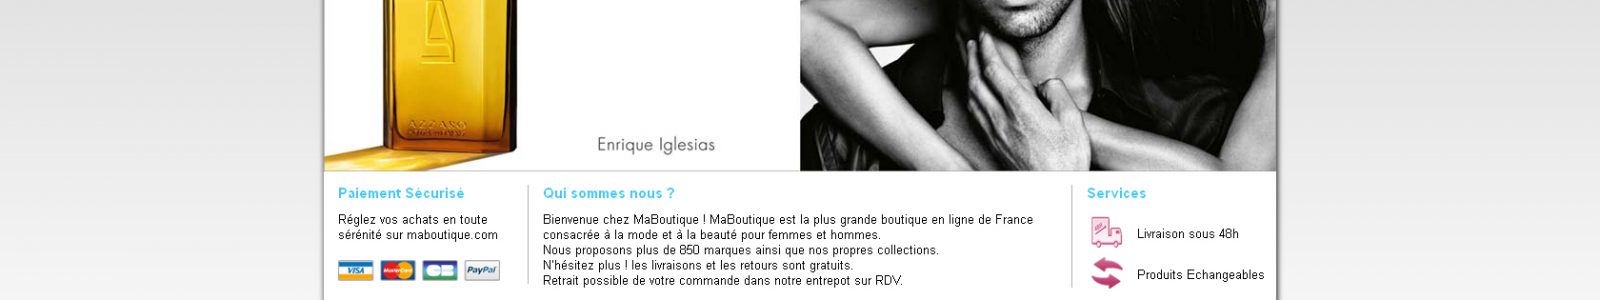 AZZARO
Enrique Iglesias
Paiement Sécurisé
Réglez vos achats en toute
sérénité sur maboutique.com
VISA
MasterCard
CB
PayPal
Qui sommes nous ?
Bienvenue chez MaBoutique ! MaBoutique est la plus grande boutique en ligne de France
consacrée à la mode et à la beauté pour femmes et hommes.
Nous proposons plus de 850 marques ainsi que nos propres collections.
N'hésitez plus ! les livraisons et les retours sont gratuits.
Retrait possible de votre commande dans notre entrepot sur RDV.
Services
Livraison sous 48h
Produits Echangeables